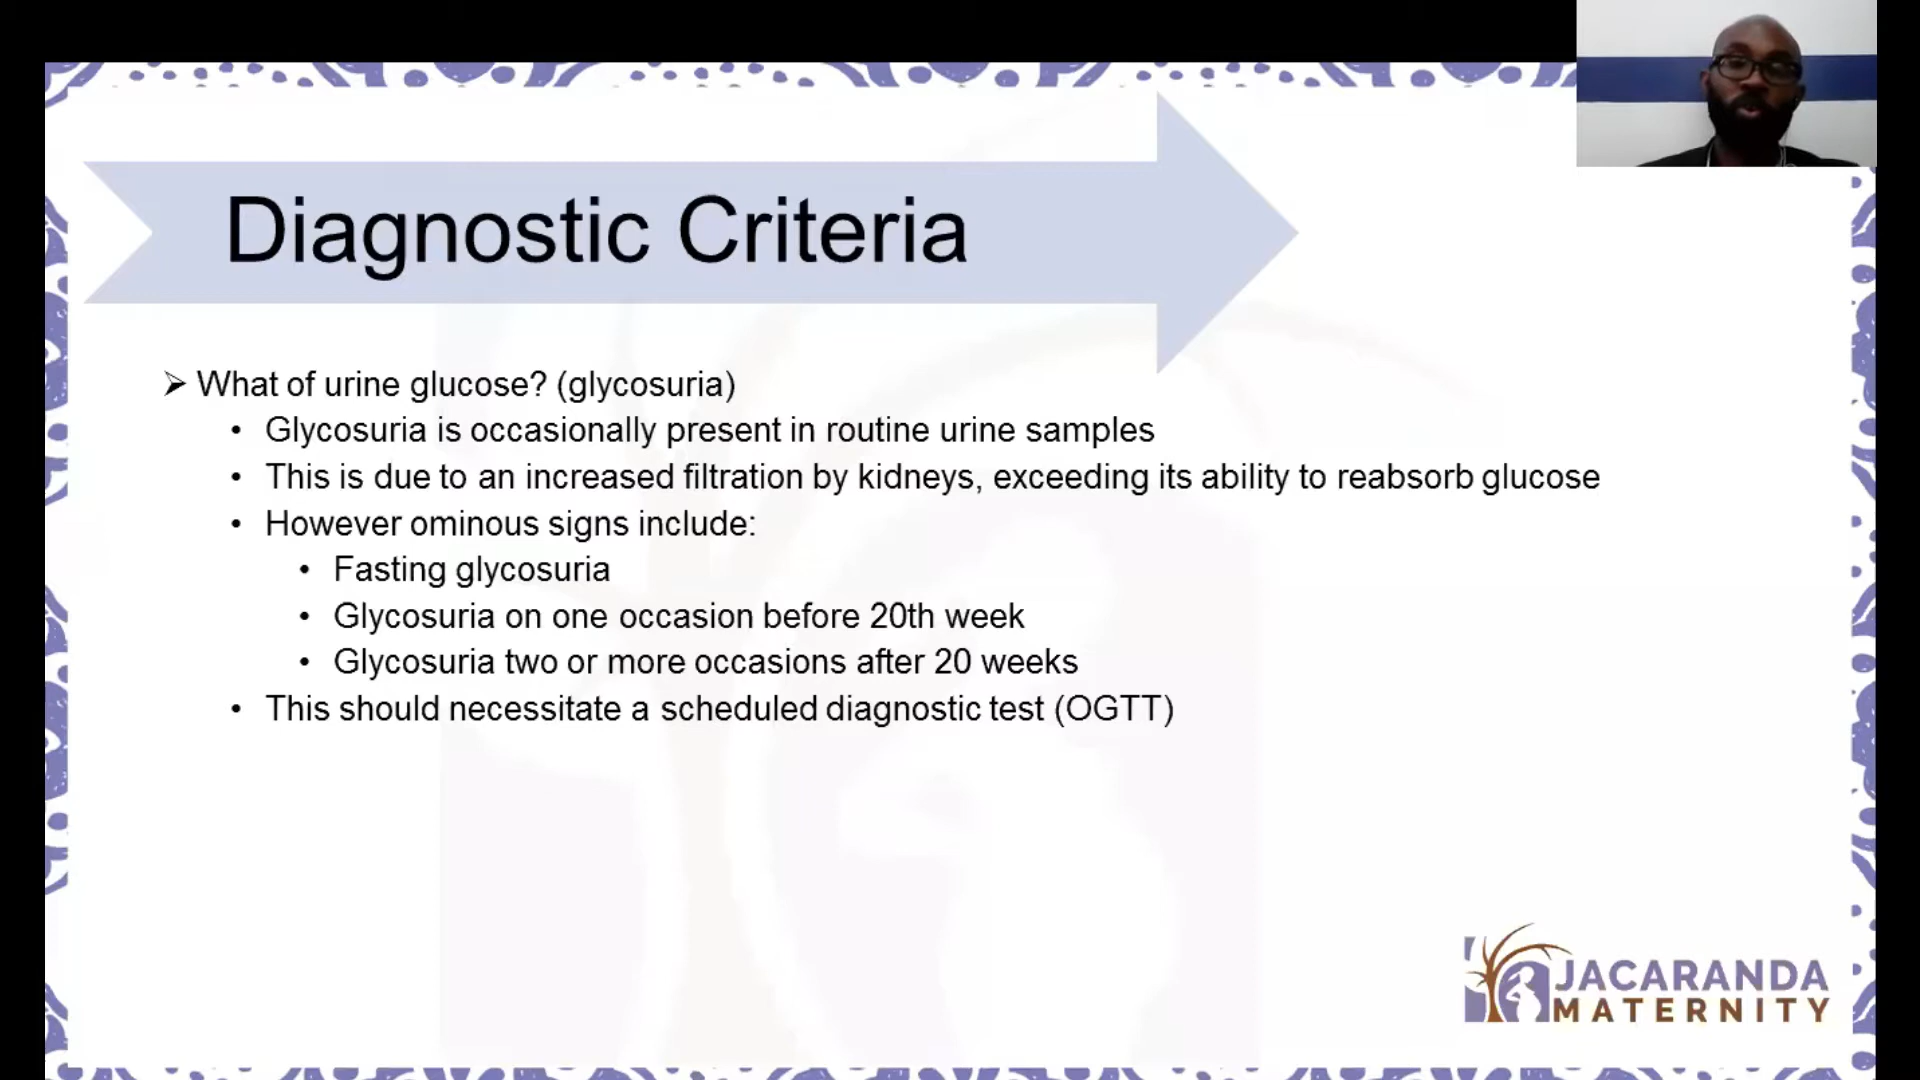 Diagnostic Criteria
➢ What of urine glucose? (glycosuria)
• Glycosuria is occasionally present in routine urine samples
• This is due to an increased filtration by kidneys, exceeding its ability to reabsorb glucose
• However ominous signs include:
• Fasting glycosuria
• Glycosuria on one occasion before 20th week
• Glycosuria two or more occasions after 20 weeks
• This should necessitate a scheduled diagnostic test (OGTT)
JACARANDA
MATERNITY